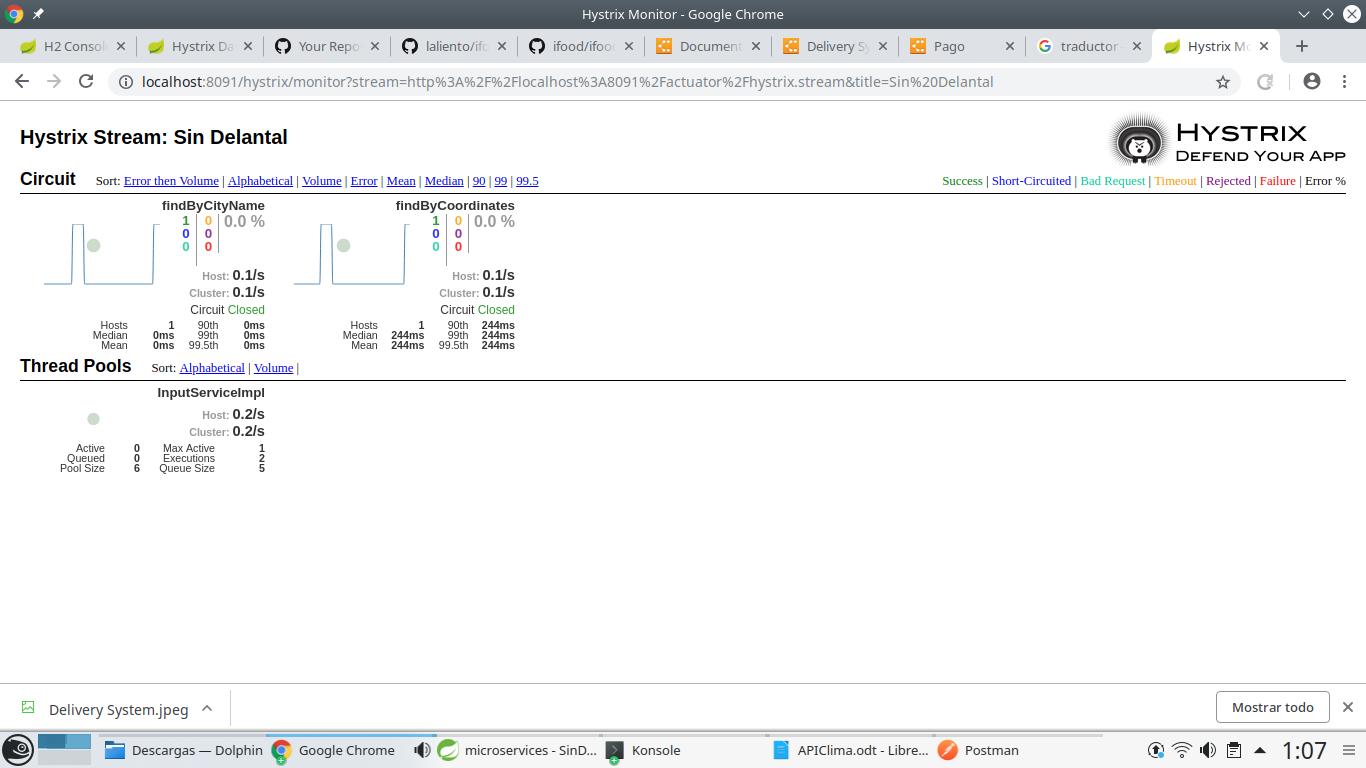 Hystrix Monitor - Google Chrome
H2 Consol
Hystrix Da
Your Repo
laliento/ifo
ifood/ifood
Document
Delivery Sy
Pago
traductor
Hystrix Mo
localhost:8091/hystrix/monitor?stream=http%3A%2F%2Flocalhost%3A8091%2Factuator%2Fhystrix.stream&title=Sin%20Delantal
Hystrix Stream: Sin Delantal
HYSTRIX
DEFEND YOUR APP
Circuit Sort: Error then Volume | Alphabetical | Volume | Error | Mean | Median | 90 | 99 | 99.5
Success | Short-Circuited | Bad Request | Timeout | Rejected | Failure | Error %
findByCityName
1 0 0.0 %
0 0
0 0
Host: 0.1/s
Cluster: 0.1/s
Circuit Closed
Hosts 1 90th 0ms
Median 0ms 99th 0ms
Mean 0ms 99.5th 0ms
findByCoordinates
1 0 0.0 %
0 0
0 0
Host: 0.1/s
Cluster: 0.1/s
Circuit Closed
Hosts 1 90th 244ms
Median 244ms 99th 244ms
Mean 244ms 99.5th 244ms
Thread Pools Sort: Alphabetical | Volume |
InputServiceImpl
Host: 0.2/s
Cluster: 0.2/s
Active 0 Max Active 1
Queued 0 Executions 2
Pool Size 6 Queue Size 5
Delivery System.jpeg
Mostrar todo
Descargas — Dolphin
Google Chrome
microservices - SinD...
Konsole
APIClima.odt - Libre...
Postman
1:07